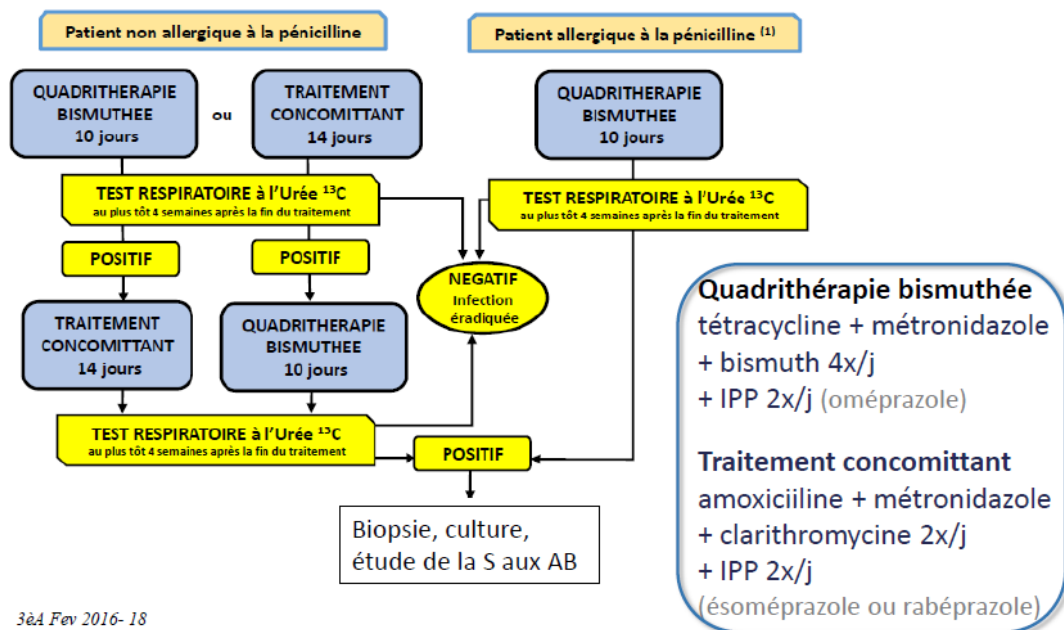 Patient non allergique à la pénicilline
Patient allergique à la pénicilline (1)
QUADRITHERAPIE
BISMUTHEE
10 jours
ou
TRAITEMENT
CONCOMITTANT
14 jours
QUADRITHERAPIE
BISMUTHEE
10 jours
TEST RESPIRATOIRE à l'Urée ¹³C
au plus tôt 4 semaines après la fin du traitement
TEST RESPIRATOIRE à l'Urée ¹³C
au plus tôt 4 semaines après la fin du traitement
POSITIF
POSITIF
NEGATIF
Infection
éradiquée
TRAITEMENT
CONCOMITTANT
14 jours
QUADRITHERAPIE
BISMUTHEE
10 jours
TEST RESPIRATOIRE à l'Urée ¹³C
au plus tôt 4 semaines après la fin du traitement
POSITIF
Biopsie, culture,
étude de la S aux AB
Quadrithérapie bismuthée
tétracycline + métronidazole
+ bismuth 4x/j
+ IPP 2x/j (oméprazole)
Traitement concomittant
amoxiciiline + métronidazole
+ clarithromycine 2x/j
+ IPP 2x/j
(ésoméprazole ou rabéprazole)
3èA Fev 2016- 18